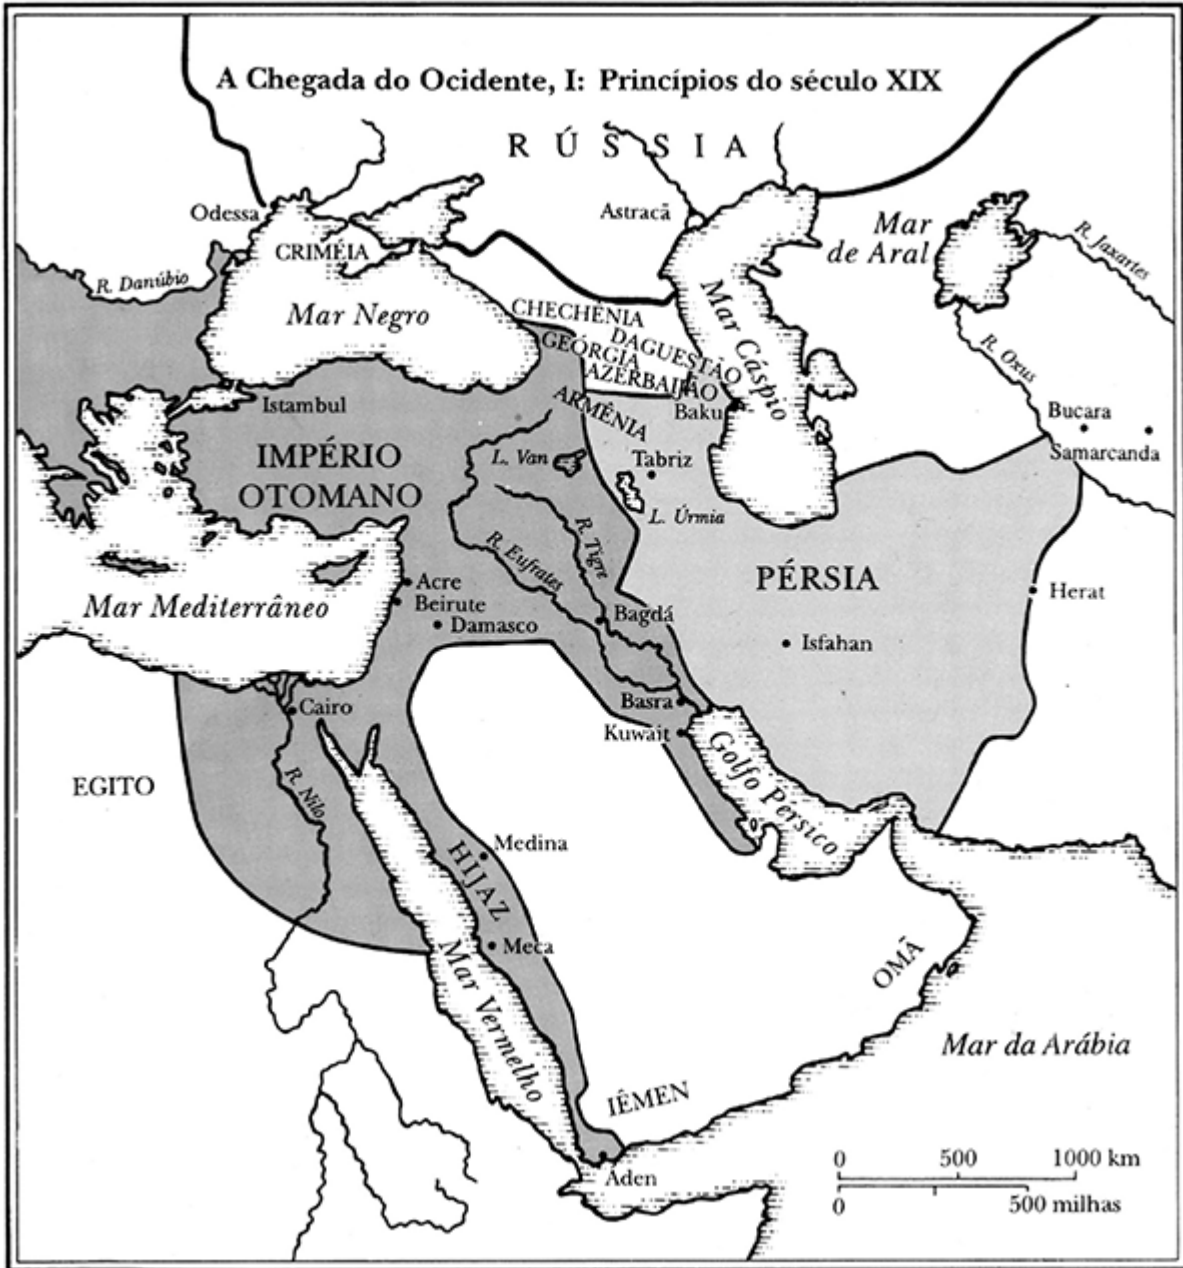 A Chegada do Ocidente, I: Princípios do século XIX
RÚSSIA
Odessa
Astracã
Mar
de Aral
R. Jaxartes
CRIMÉIA
R. Danúbio
Mar Negro
CHECHÊNIA
Mar Cáspio
DAGUESTÃO
GEÓRGIA
AZERBAIJÃO
R. Oxus
Istambul
ARMÊNIA
Baku
Bucara
Samarcanda
IMPÉRIO
OTOMANO
L. Van
Tabriz
L. Úrmia
R. Tigre
R. Eufrates
PÉRSIA
Acre
Beirute
Damasco
Mar Mediterrâneo
Bagdá
Herat
Isfahan
Cairo
Basra
Kuwait
Golfo Pérsico
EGITO
R. Nilo
Medina
HIJAZ
Meca
Mar Vermelho
OMÃ
Mar da Arábia
IÊMEN
Áden
0 500 1000 km
0 500 milhas